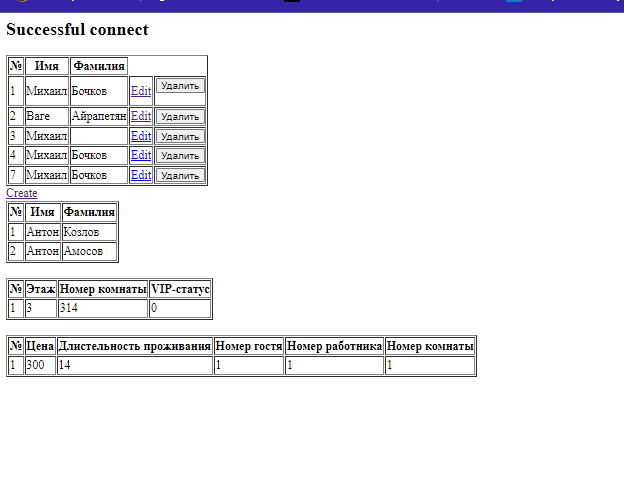 Successful connect
№ Имя Фамилия
1 Михаил Бочков Edit Удалить
2 Ваге Айрапетян Edit Удалить
3 Михаил Edit Удалить
4 Михаил Бочков Edit Удалить
7 Михаил Бочков Edit Удалить
Create
№ Имя Фамилия
1 Антон Козлов
2 Антон Амосов
№ Этаж Номер комнаты VIP-статус
1 3 314 0
№ Цена Длистельность проживания Номер гостя Номер работника Номер комнаты
1 300 14 1 1 1